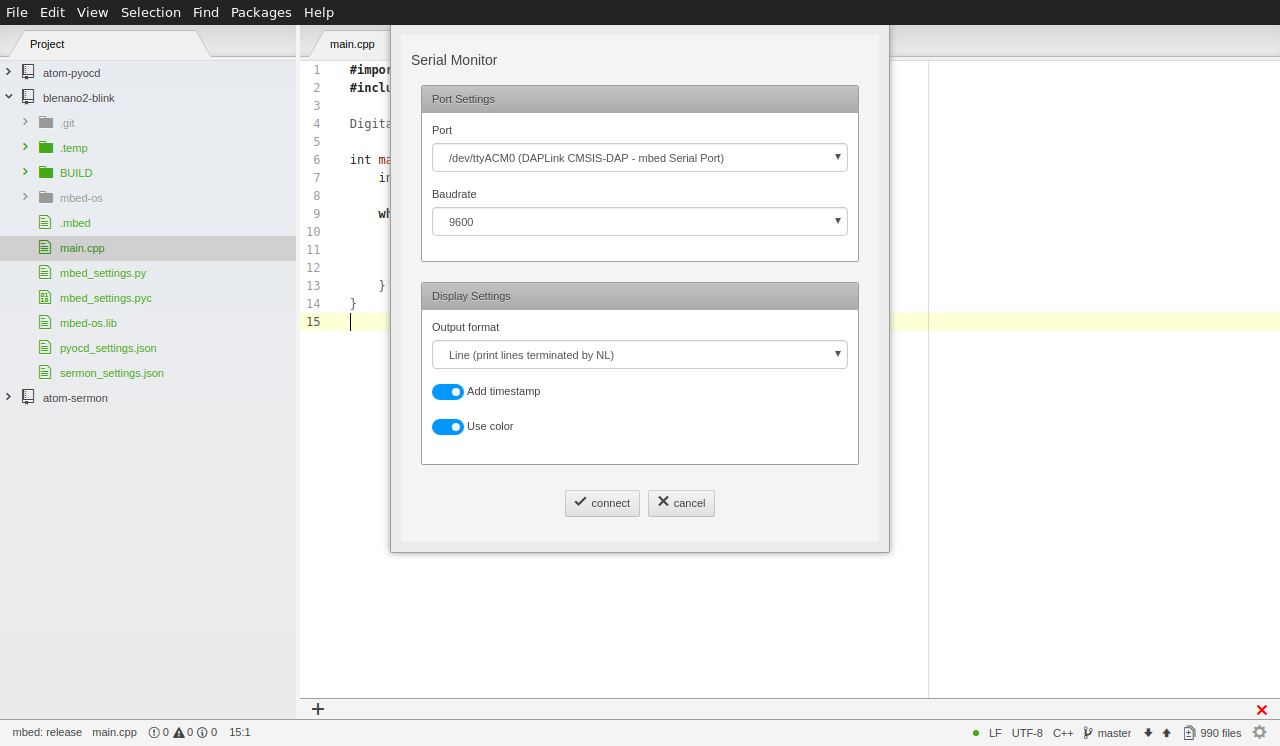 File Edit View Selection Find Packages Help
Project
atom-pyocd
blenano2-blink
.git
.temp
BUILD
mbed-os
.mbed
main.cpp
mbed_settings.py
mbed_settings.pyc
mbed-os.lib
pyocd_settings.json
sermon_settings.json
atom-sermon
main.cpp
1 #impor
2 #inclu
3
4 Digita
5
6 int ma
7 in
8
9 wh
10
11
12
13 }
14 }
15
Serial Monitor
Port Settings
Port
/dev/ttyACM0 (DAPLink CMSIS-DAP - mbed Serial Port)
Baudrate
9600
Display Settings
Output format
Line (print lines terminated by NL)
Add timestamp
Use color
connect cancel
mbed: release main.cpp 0 0 0 15:1 LF UTF-8 C++ master 990 files